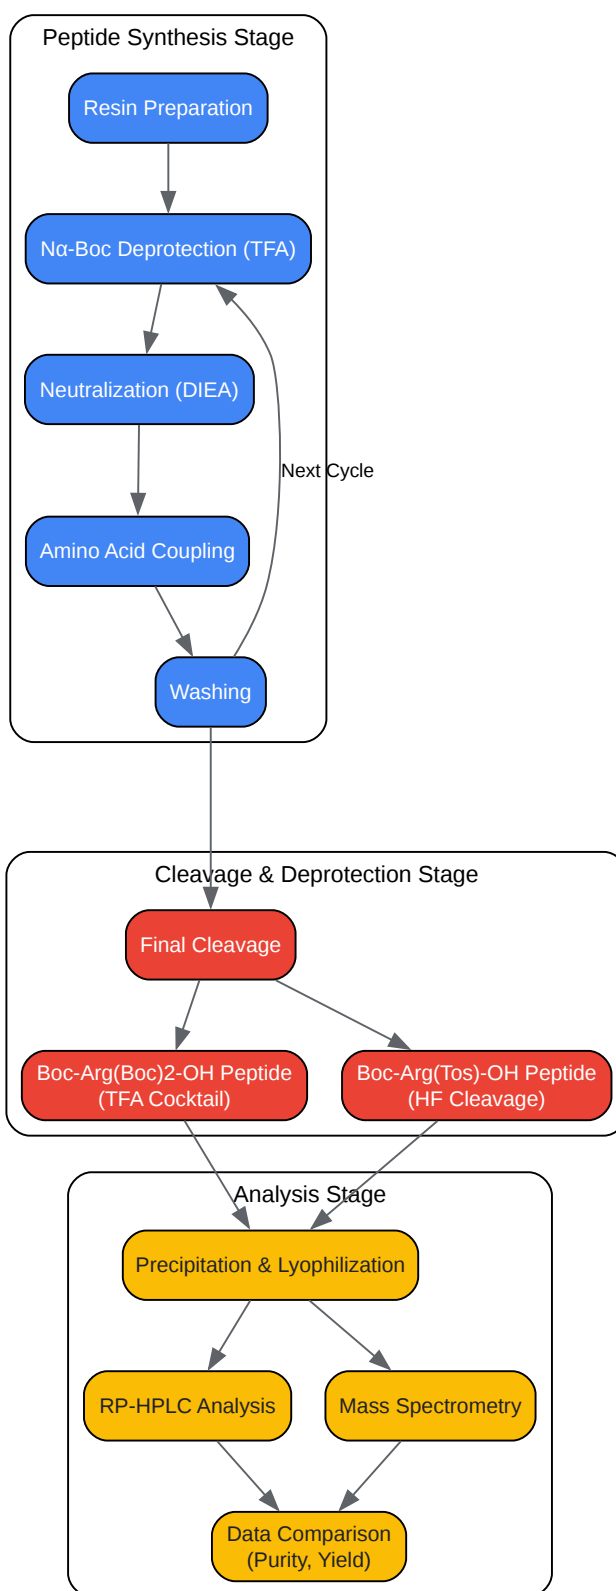 Peptide Synthesis Stage
Resin Preparation
Nα-Boc Deprotection (TFA)
Neutralization (DIEA)
Next Cycle
Amino Acid Coupling
Washing
Cleavage & Deprotection Stage
Final Cleavage
Boc-Arg(Boc)2-OH Peptide
(TFA Cocktail)
Boc-Arg(Tos)-OH Peptide
(HF Cleavage)
Analysis Stage
Precipitation & Lyophilization
RP-HPLC Analysis
Mass Spectrometry
Data Comparison
(Purity, Yield)